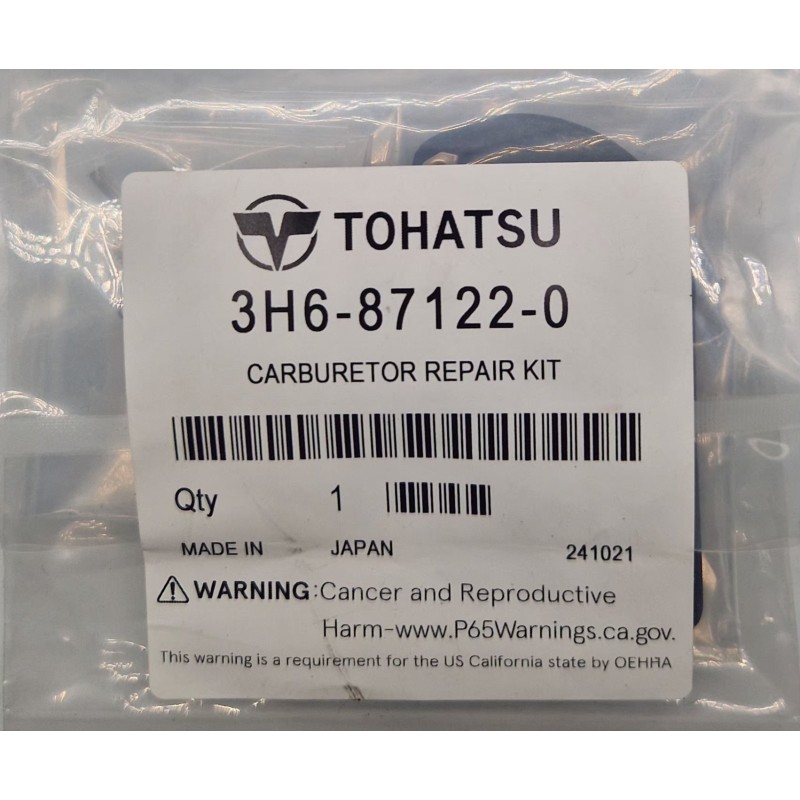 TOHATSU
3H6-87122-0
CARBURETOR REPAIR KIT
Qty 1
MADE IN JAPAN 241021
WARNING:Cancer and Reproductive
Harm-www.P65Warnings.ca.gov.
This warning is a requirement for the US California state by OEHHA